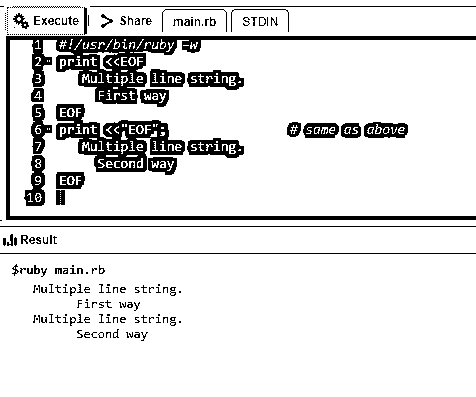 Execute Share main.rb STDIN
1 #!/usr/bin/ruby -w
2 print <<EOF
3 Multiple line string.
4 First way
5 EOF
6 print <<"EOF"; # same as above
7 Multiple line string.
8 Second way
9 EOF
10
Result
$ruby main.rb
Multiple line string.
First way
Multiple line string.
Second way